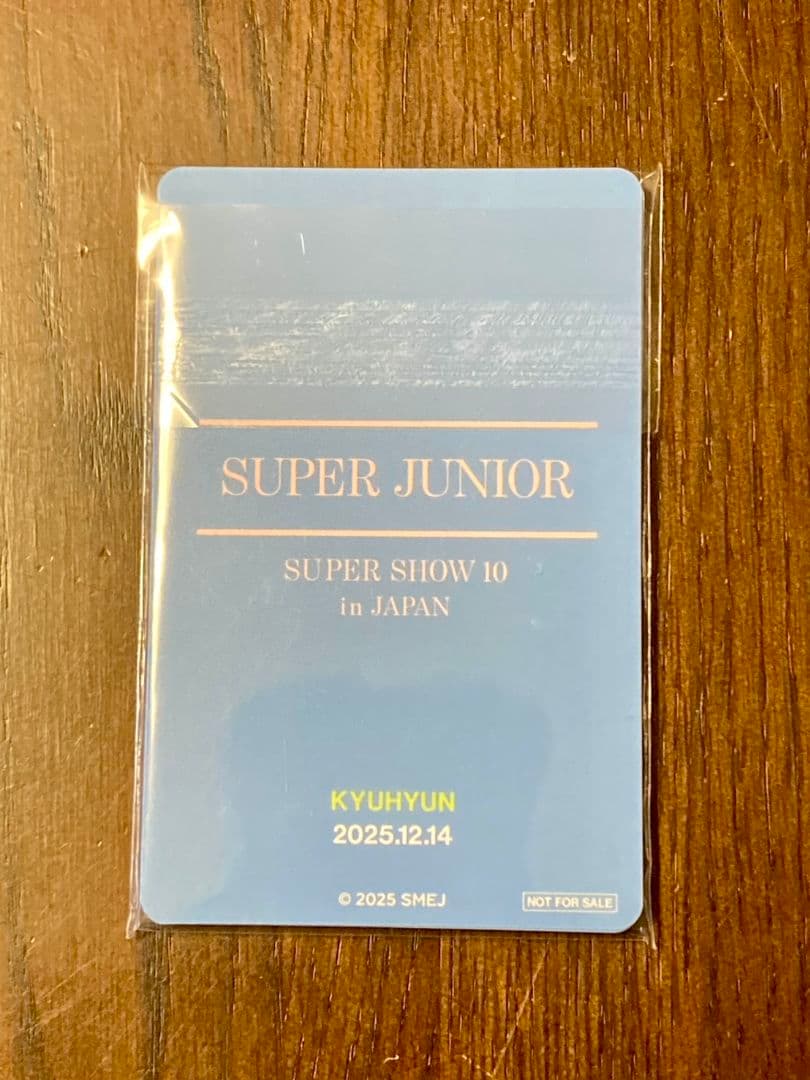 SUPER JUNIOR
SUPER SHOW 10
in JAPAN
KYUHYUN
2025.12.14
© 2025 SMEJ
NOT FOR SALE